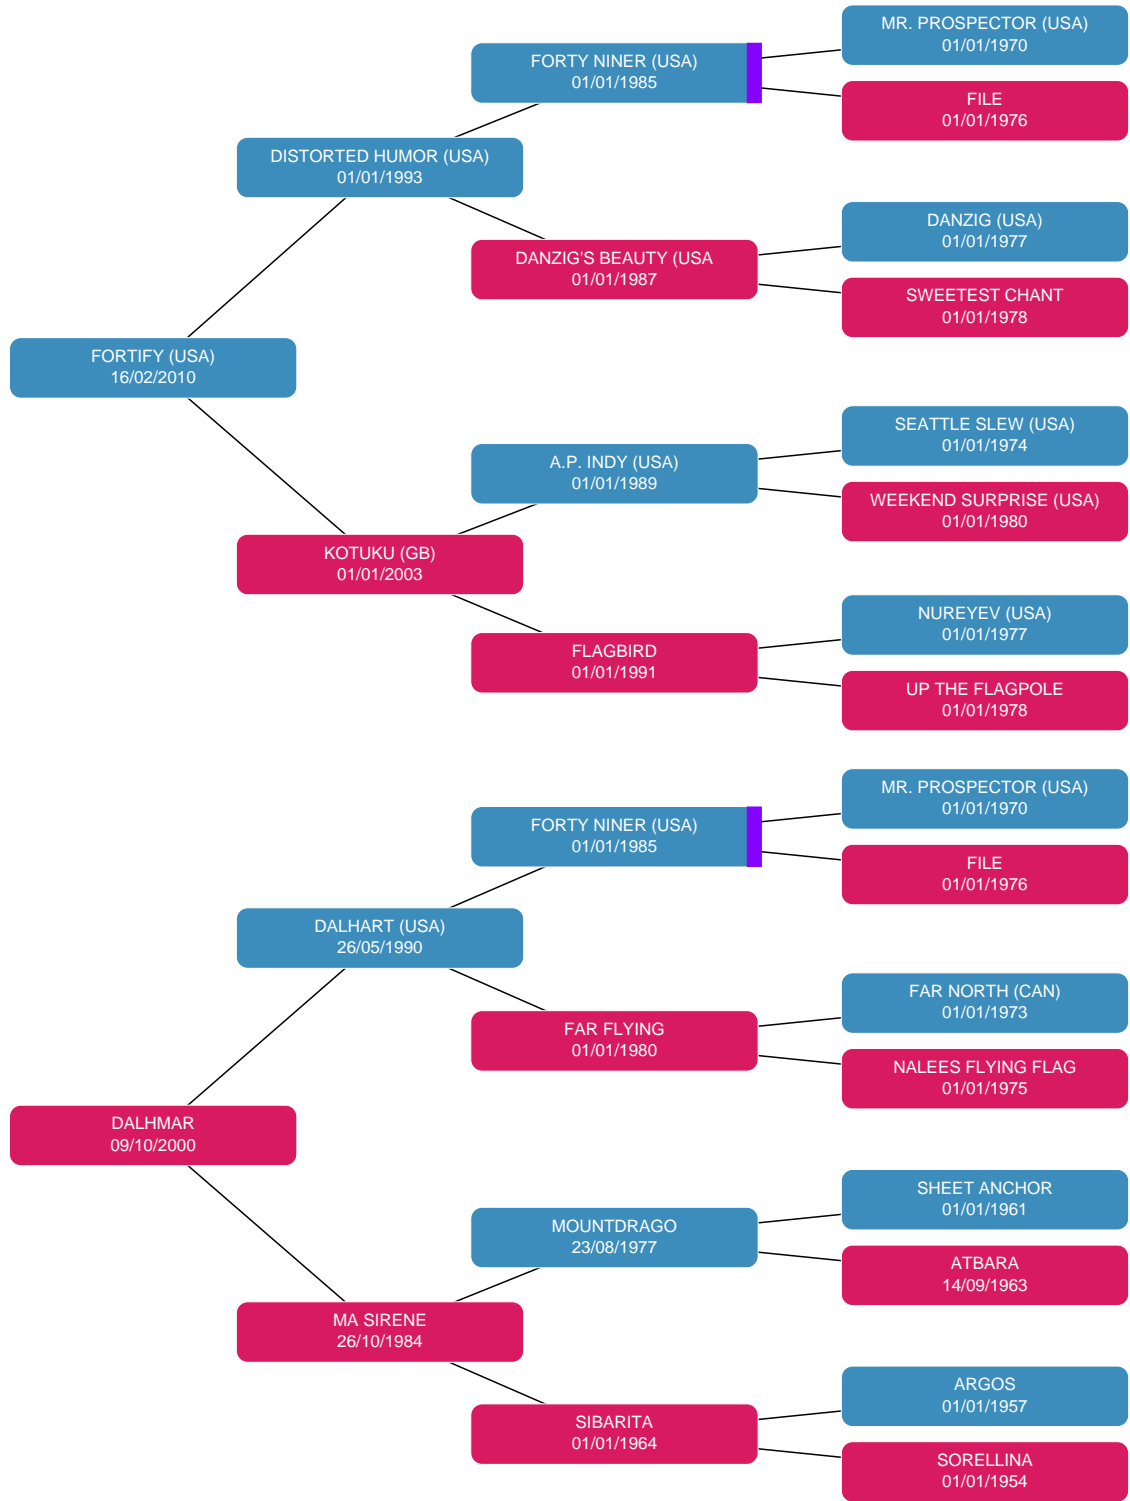 MR. PROSPECTOR (USA)
01/01/1970
FORTY NINER (USA)
01/01/1985
FILE
01/01/1976
DISTORTED HUMOR (USA)
01/01/1993
DANZIG (USA)
01/01/1977
DANZIG'S BEAUTY (USA
01/01/1987
SWEETEST CHANT
01/01/1978
FORTIFY (USA)
16/02/2010
SEATTLE SLEW (USA)
01/01/1974
A.P. INDY (USA)
01/01/1989
WEEKEND SURPRISE (USA)
01/01/1980
KOTUKU (GB)
01/01/2003
NUREYEV (USA)
01/01/1977
FLAGBIRD
01/01/1991
UP THE FLAGPOLE
01/01/1978
MR. PROSPECTOR (USA)
01/01/1970
FORTY NINER (USA)
01/01/1985
FILE
01/01/1976
DALHART (USA)
26/05/1990
FAR NORTH (CAN)
01/01/1973
FAR FLYING
01/01/1980
NALEES FLYING FLAG
01/01/1975
DALHMAR
09/10/2000
SHEET ANCHOR
01/01/1961
MOUNTDRAGO
23/08/1977
ATBARA
14/09/1963
MA SIRENE
26/10/1984
ARGOS
01/01/1957
SIBARITA
01/01/1964
SORELLINA
01/01/1954